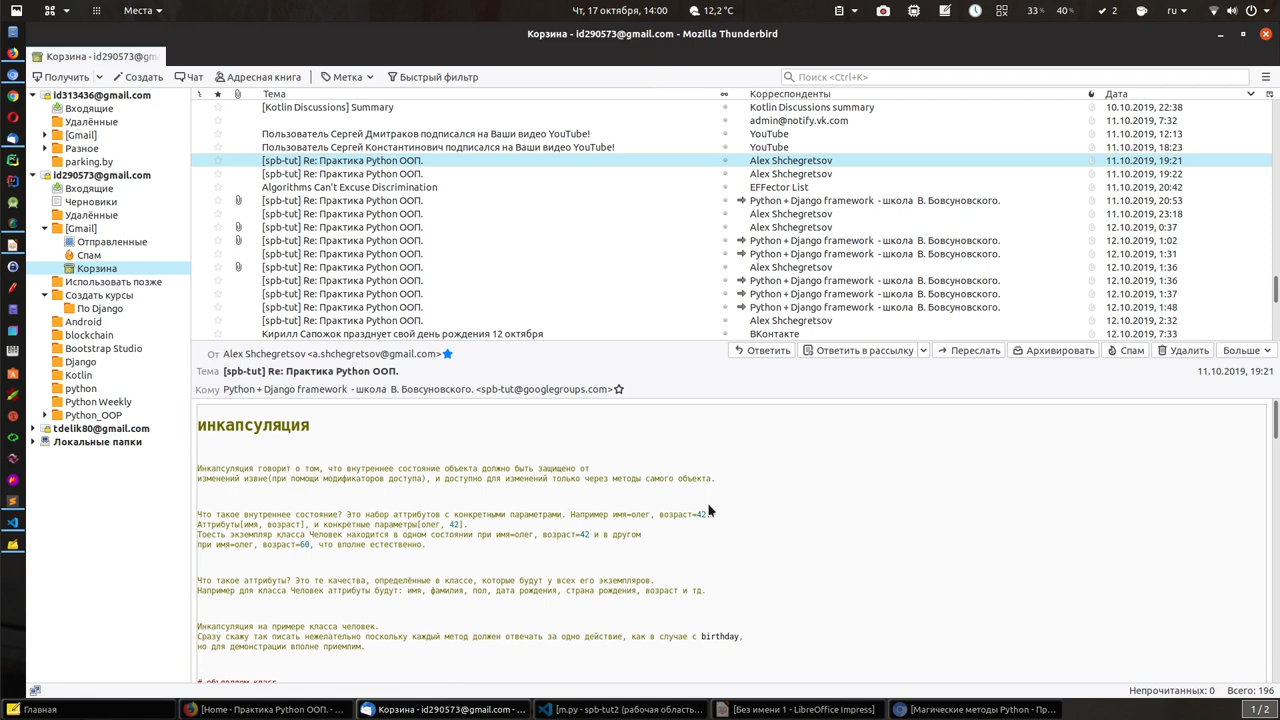 Места
Чт, 17 октября, 14:00
12,2°C
33%
40%
2
ru
Корзина - id290573@gmail.com - Mozilla Thunderbird
Корзина - id290573@gm
Получить
Создать
Чат
Адресная книга
Метка
Быстрый фильтр
Поиск <Ctrl+K>
id313436@gmail.com
Входящие
Удалённые
[Gmail]
Разное
parking.by
id290573@gmail.com
Входящие
Черновики
Удалённые
[Gmail]
Отправленные
Спам
Корзина
Использовать позже
Создать курсы
По Django
Android
blockchain
Bootstrap Studio
Django
Kotlin
python
Python Weekly
Python_OOP
tdelik80@gmail.com
Локальные папки
Тема Корреспонденты Дата
[Kotlin Discussions] Summary Kotlin Discussions summary 10.10.2019, 22:38
admin@notify.vk.com 11.10.2019, 7:32
Пользователь Сергей Дмитраков подписался на Ваши видео YouTube! YouTube 11.10.2019, 12:13
Пользователь Сергей Константинович подписался на Ваши видео YouTube! YouTube 11.10.2019, 18:23
[spb-tut] Re: Практика Python ООП. Alex Shchegretsov 11.10.2019, 19:21
[spb-tut] Re: Практика Python ООП. Alex Shchegretsov 11.10.2019, 19:22
Algorithms Can't Excuse Discrimination EFFector List 11.10.2019, 20:42
[spb-tut] Re: Практика Python ООП. Python + Django framework - школа В. Бовсуновского. 11.10.2019, 20:53
[spb-tut] Re: Практика Python ООП. Alex Shchegretsov 11.10.2019, 23:18
[spb-tut] Re: Практика Python ООП. Alex Shchegretsov 12.10.2019, 0:37
[spb-tut] Re: Практика Python ООП. Python + Django framework - школа В. Бовсуновского. 12.10.2019, 1:02
[spb-tut] Re: Практика Python ООП. Python + Django framework - школа В. Бовсуновского. 12.10.2019, 1:31
[spb-tut] Re: Практика Python ООП. Alex Shchegretsov 12.10.2019, 1:36
[spb-tut] Re: Практика Python ООП. Python + Django framework - школа В. Бовсуновского. 12.10.2019, 1:36
[spb-tut] Re: Практика Python ООП. Python + Django framework - школа В. Бовсуновского. 12.10.2019, 1:37
[spb-tut] Re: Практика Python ООП. Python + Django framework - школа В. Бовсуновского. 12.10.2019, 1:48
[spb-tut] Re: Практика Python ООП. Alex Shchegretsov 12.10.2019, 2:32
Кирилл Сапожок празднует свой день рождения 12 октября ВКонтакте 12.10.2019, 7:33
От Alex Shchegretsov <a.shchegretsov@gmail.com>
Ответить
Ответить в рассылку
Переслать
Архивировать
Спам
Удалить
Больше
Тема [spb-tut] Re: Практика Python ООП. 11.10.2019, 19:21
Кому Python + Django framework - школа В. Бовсуновского. <spb-tut@googlegroups.com>
инкапсуляция
Инкапсуляция говорит о том, что внутреннее состояние объекта должно быть защищено от
изменений извне(при помощи модификаторов доступа), и доступно для изменений только через методы самого объекта.
Что такое внутреннее состояние? Это набор аттрибутов с конкретными параметрами. Например имя=олег, возраст=42.
Аттрибуты[имя, возраст], и конкретные параметры[олег, 42].
Тоесть экземпляр класса Человек находится в одном состоянии при имя=олег, возраст=42 и в другом
при имя=олег, возраст=60, что вполне естественно.
Что такое аттрибуты? Это те качества, определённые в классе, которые будут у всех его экземпляров.
Например для класса Человек аттрибуты будут: имя, фамилия, пол, дата рождения, страна рождения, возраст и тд.
Инкапсуляция на примере класса человек.
Сразу скажу так писать нежелательно поскольку каждый метод должен отвечать за одно действие, как в случае с birthday,
но для демонстрации вполне приемлим.
# объявляем класс
Непрочитанных: 0 Всего: 196
Главная
[Home - Практика Python ООП. - ...
Корзина - id290573@gmail.com - ...
[m.py - spb-tut2 (рабочая область...
[Без имени 1 - LibreOffice Impress]
[Магические методы Python - Пр...
1 / 2